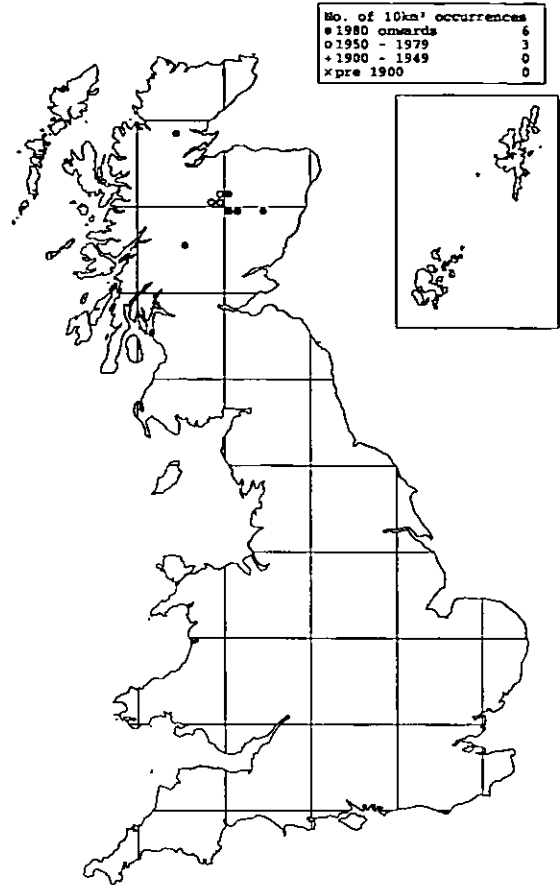 No. of 10km² occurrences
● 1980 onwards 6
o 1950 - 1979 3
+ 1900 - 1949 0
× pre 1900 0